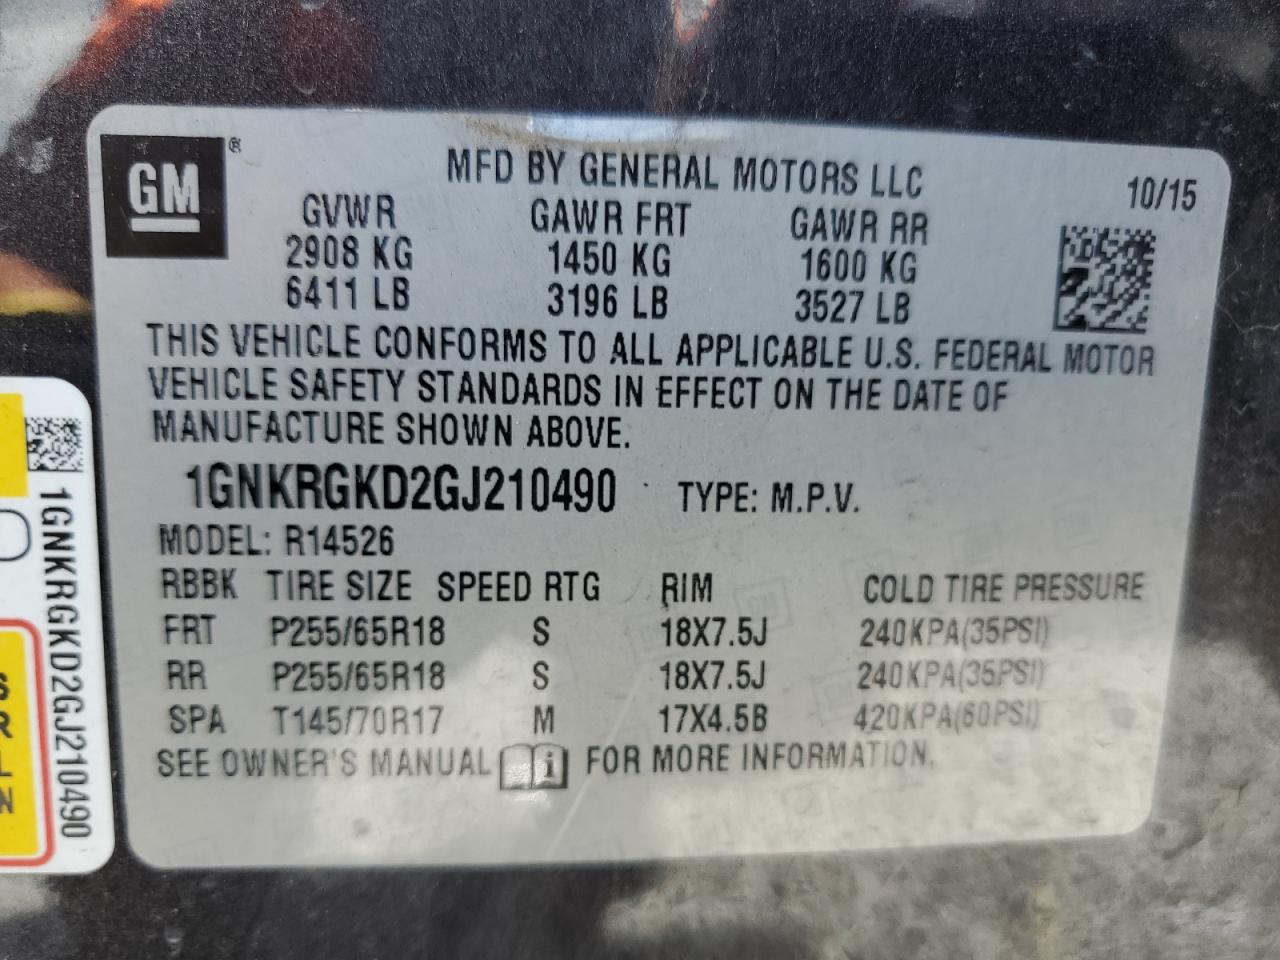 GM ®
MFD BY GENERAL MOTORS LLC
10/15
GVWR GAWR FRT GAWR RR
2908 KG 1450 KG 1600 KG
6411 LB 3196 LB 3527 LB
THIS VEHICLE CONFORMS TO ALL APPLICABLE U.S. FEDERAL MOTOR
VEHICLE SAFETY STANDARDS IN EFFECT ON THE DATE OF
MANUFACTURE SHOWN ABOVE.
1GNKRGKD2GJ210490 TYPE: M.P.V.
MODEL: R14526
RBBK TIRE SIZE SPEED RTG RIM COLD TIRE PRESSURE
FRT P255/65R18 S 18X7.5J 240KPA(35PSI)
RR P255/65R18 S 18X7.5J 240KPA(35PSI)
SPA T145/70R17 M 17X4.5B 420KPA(60PSI)
SEE OWNER'S MANUAL i FOR MORE INFORMATION.
1GNKRGKD2GJ210490